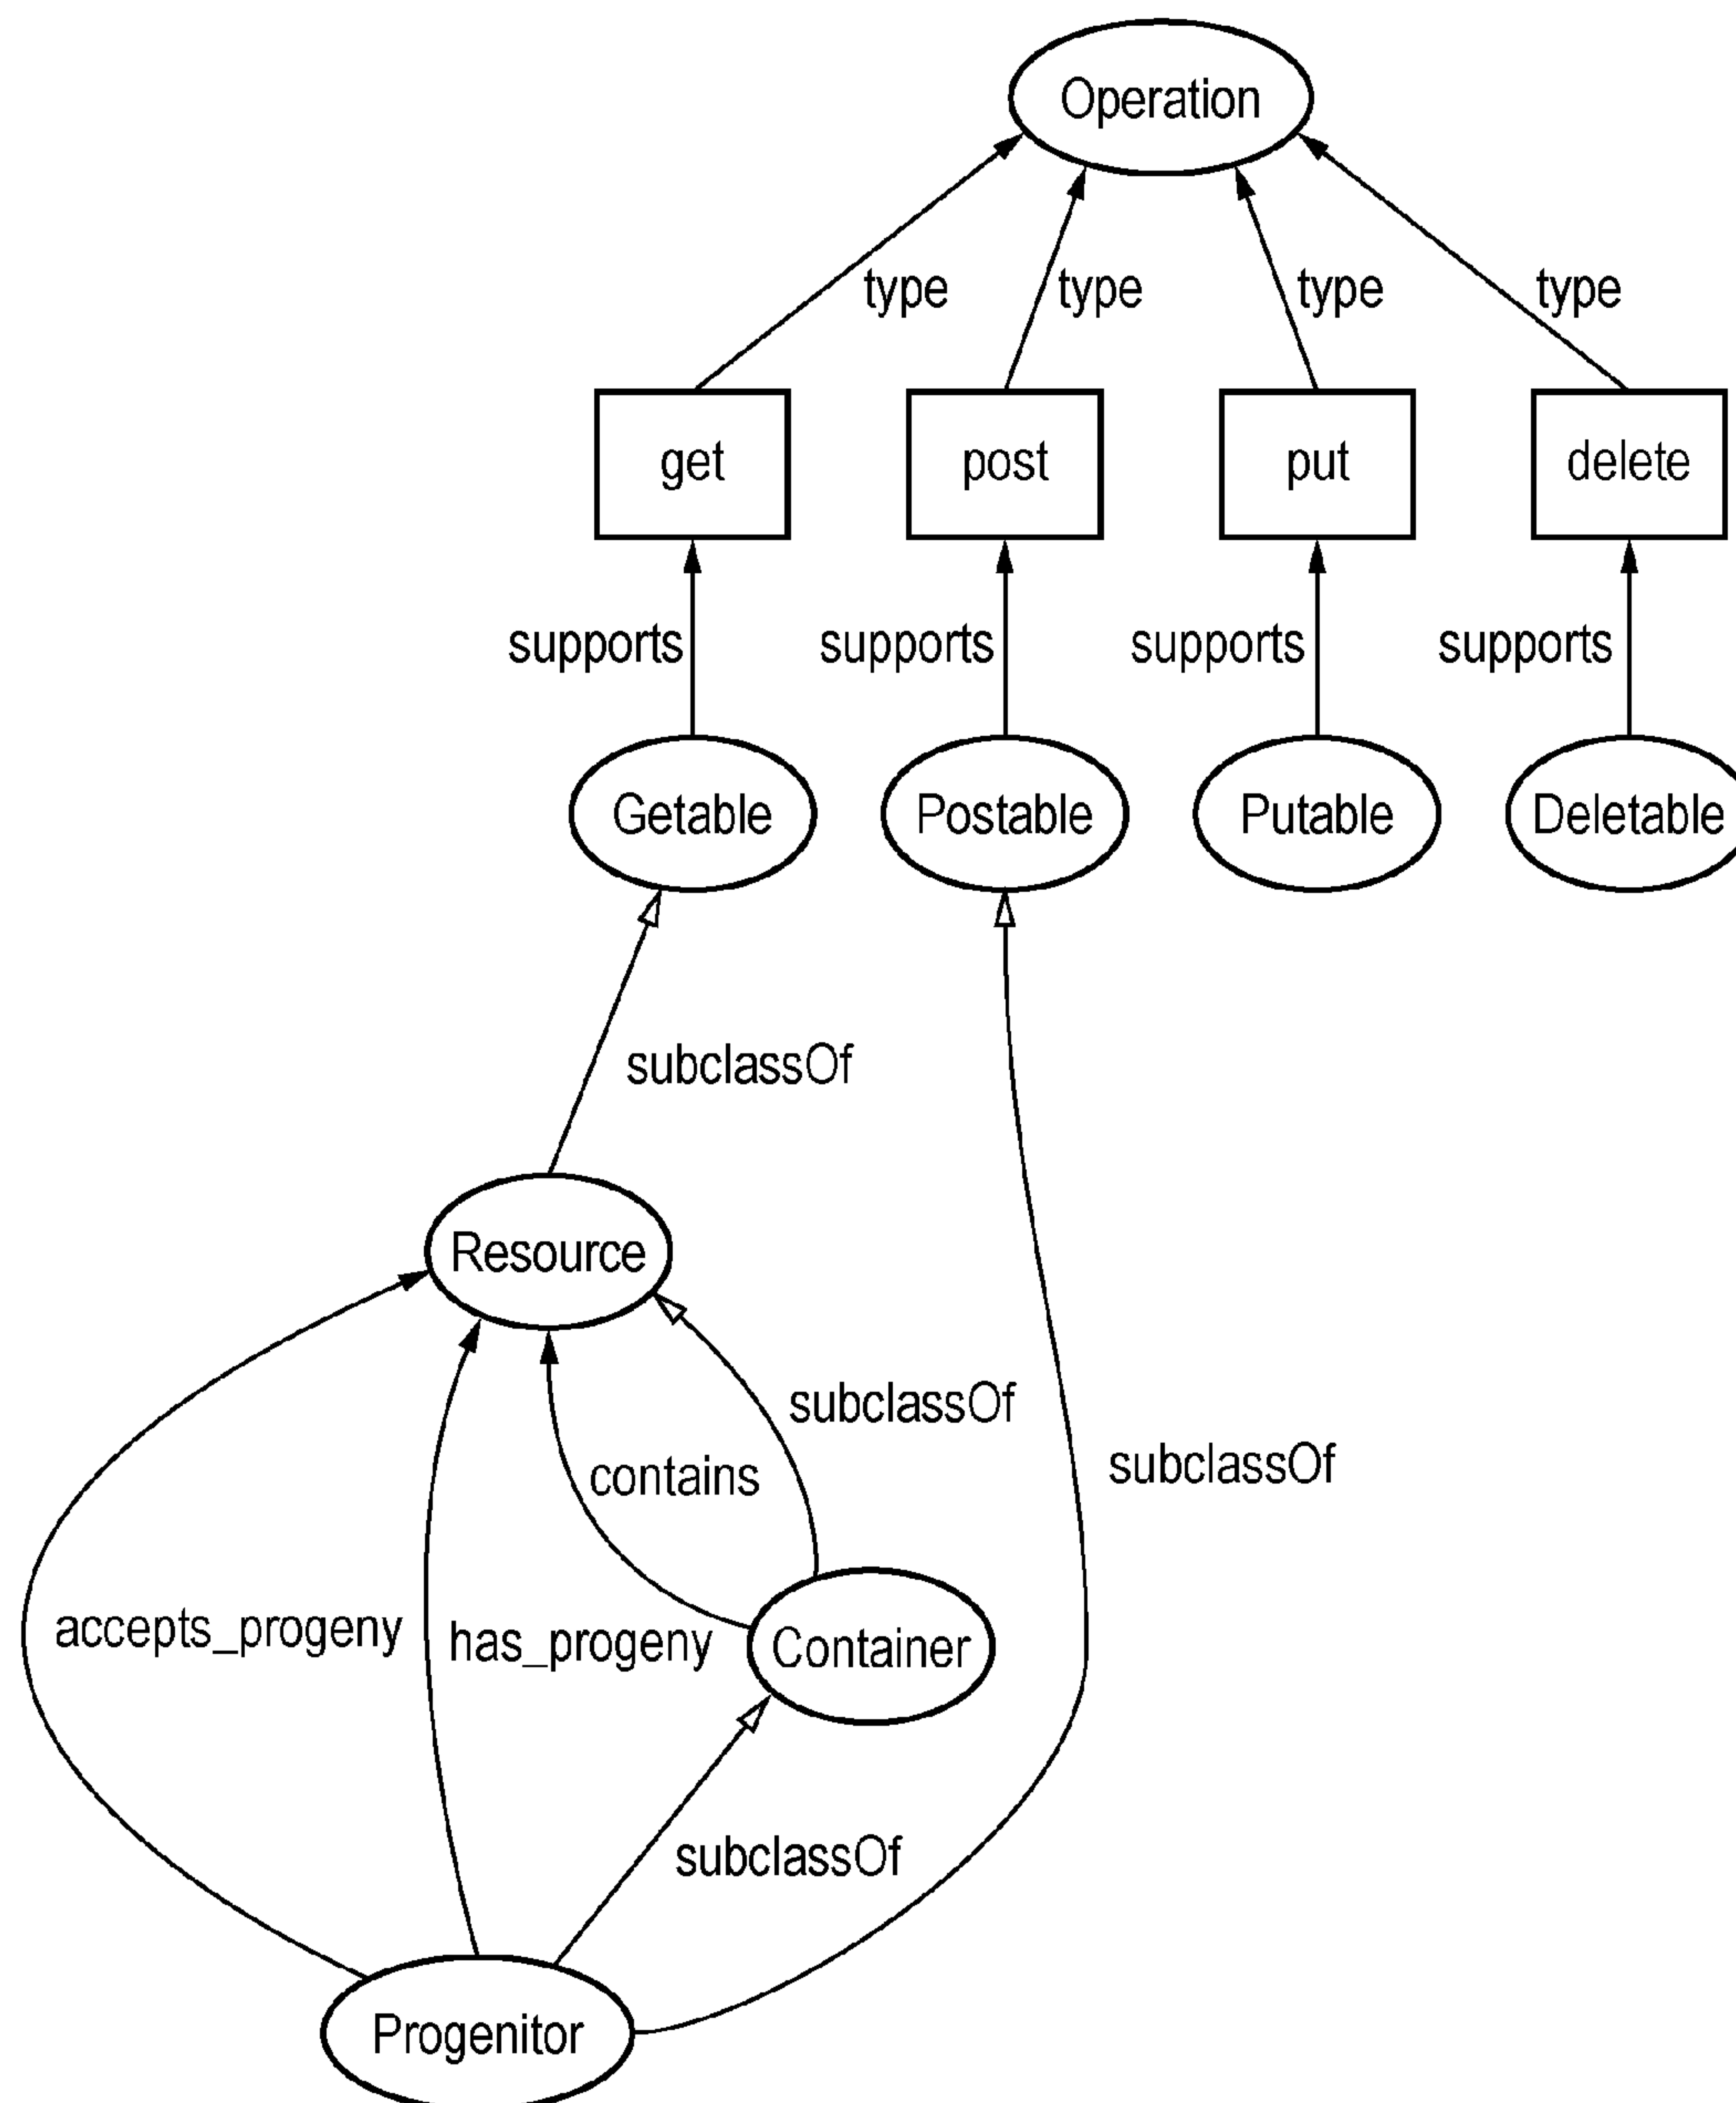 Operation
type type type type
get post put delete
supports supports supports supports
Getable Postable Putable Deletable
subclassOf
Resource
subclassOf
subclassOf
contains
accepts_progeny has_progeny Container
subclassOf
Progenitor